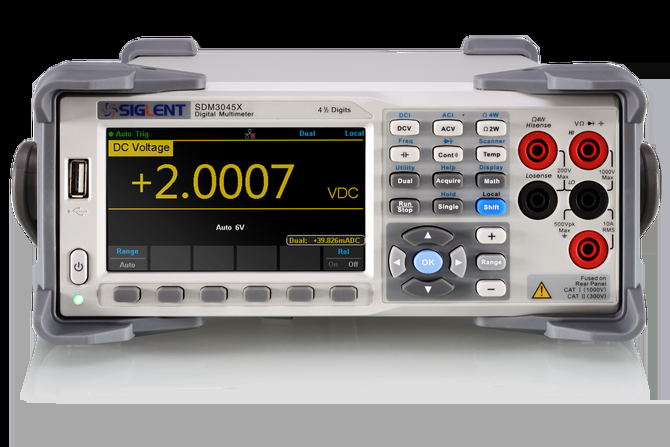 SIGLENT
SDM3045X
Digital Multimeter
4½ Digits
Auto Trig
Dual
Local
DC Voltage
+2.0007 VDC
Auto 6V
Dual: +39.826mADC
Range
Auto
Rel
On Off
DCI ACI Ω 4W
DCV ACV Ω 2W
Freq Scanner
Cont Temp
Utility Help Display
Dual Acquire Math
Hold Local
Run
Stop
Single
Shift
OK
+
Range
−
Ω4W
Hisense
VΩ
HI
200V
Max
1000V
Max
Losense
LO
500Vpk
Max
10A
RMS
Fused on
Rear Panel
CAT I (1000V)
CAT II (300V)